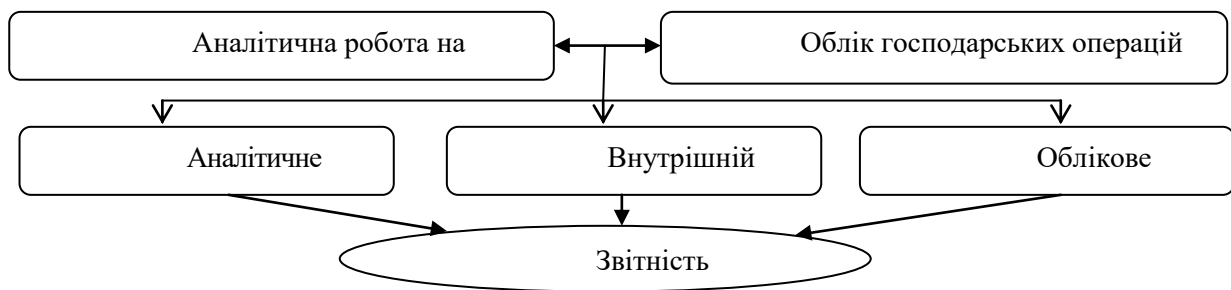 Аналітична робота на
Облік господарських операцій
Аналітичне
Внутрішній
Облікове
Звітність